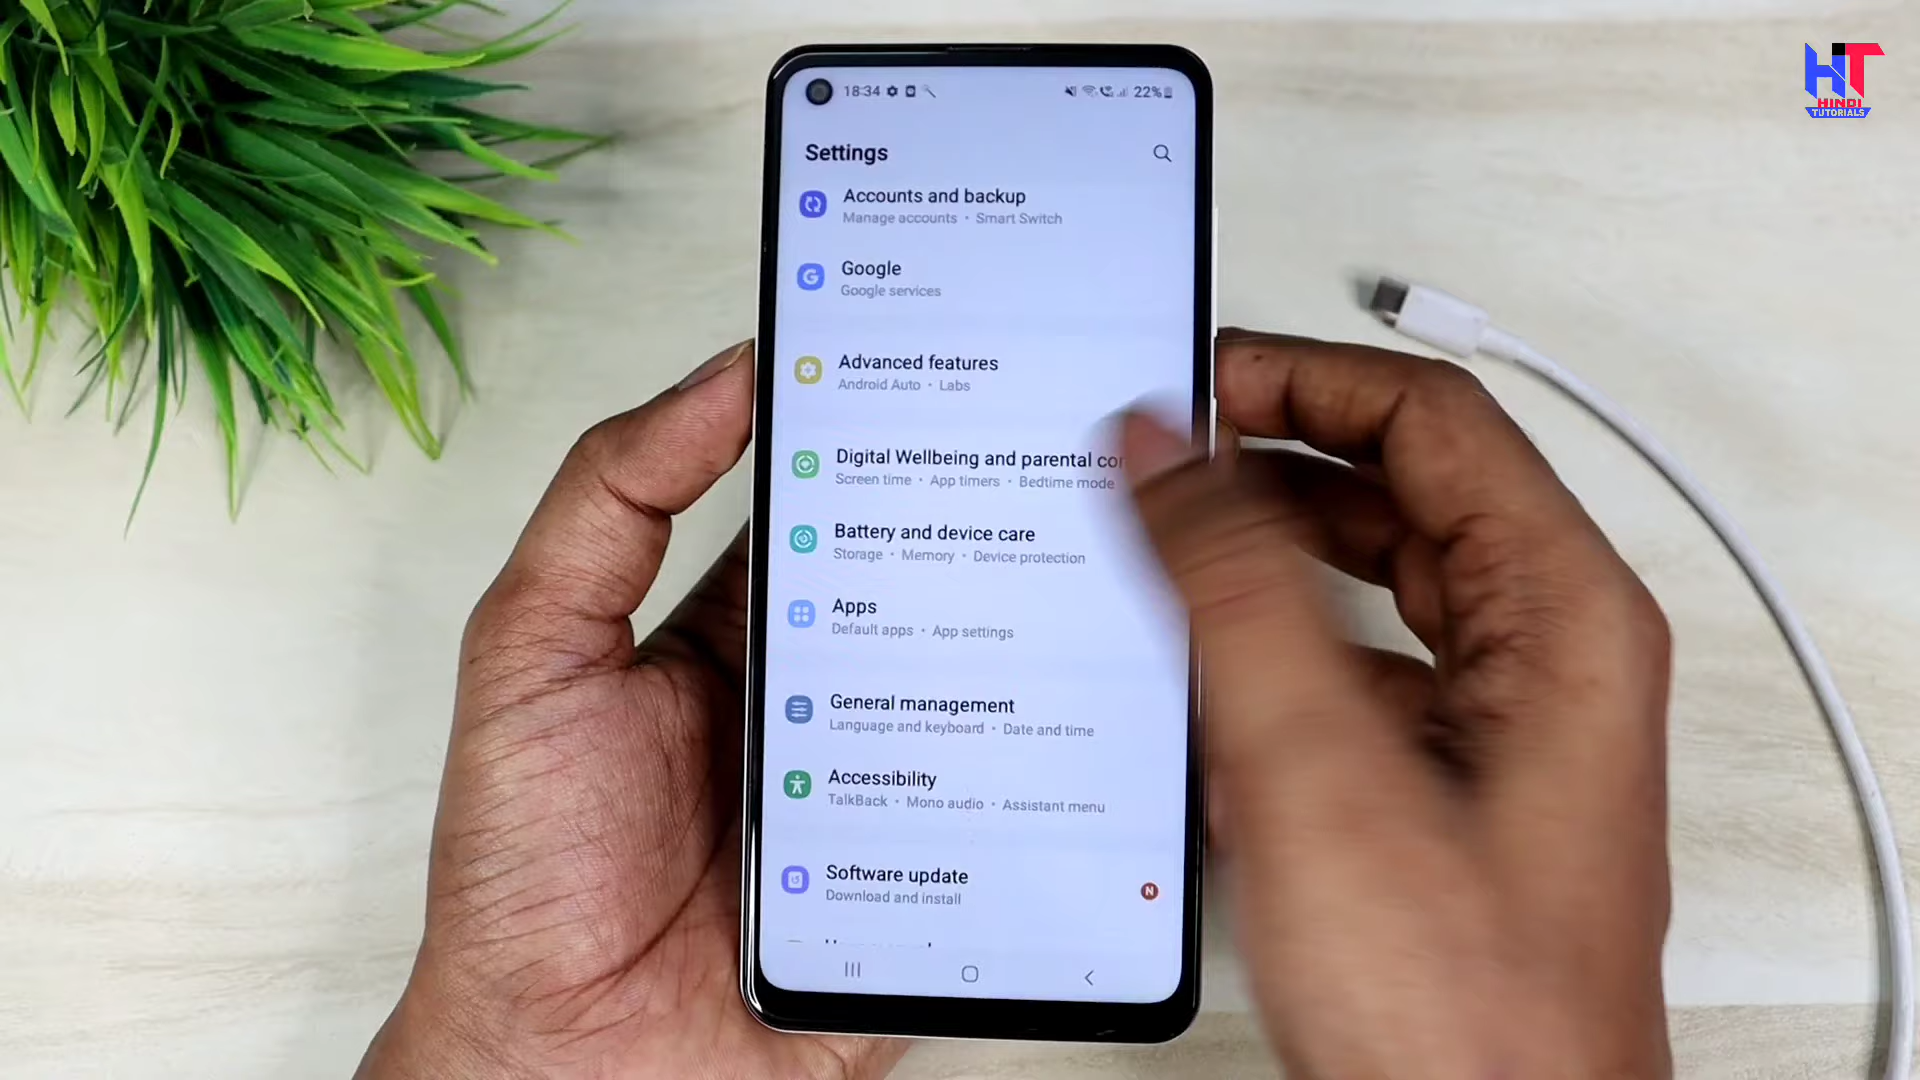 18:34
22%
HT
HINDI
TUTORIALS
Settings
Accounts and backup
Manage accounts • Smart Switch
Google
Google services
Advanced features
Android Auto • Labs
Digital Wellbeing and parental
Screen time • App timers • Bedtime mode
Battery and device care
Storage • Memory • Device protection
Apps
Default apps • App settings
General management
Language and keyboard • Date and time
Accessibility
TalkBack • Mono audio • Assistant menu
Software update
N
Download and install